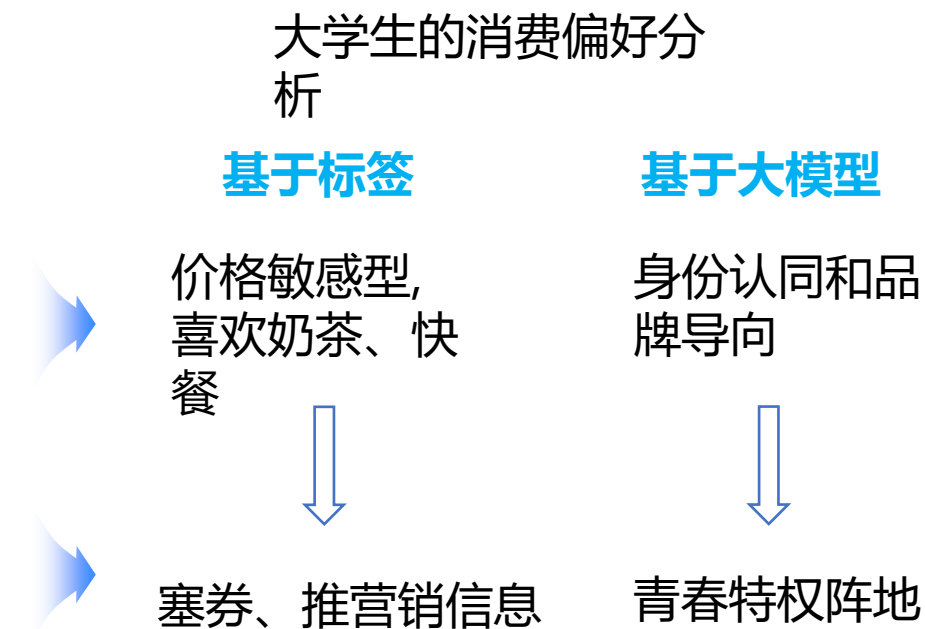 大学生的消费偏好分
析
基于标签
基于大模型
价格敏感型,
喜欢奶茶、快
餐
身份认同和品
牌导向
塞券、推营销信息
青春特权阵地